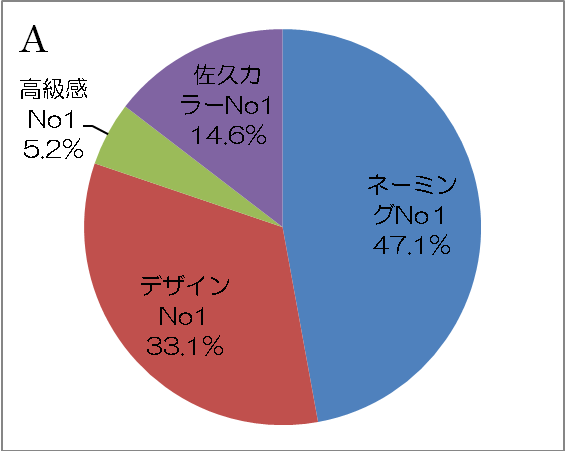 A
佐久カ
ラーNo1
14.6%
高級感
No1
5.2%
ネーミン
グNo1
47.1%
デザイン
No1
33.1%